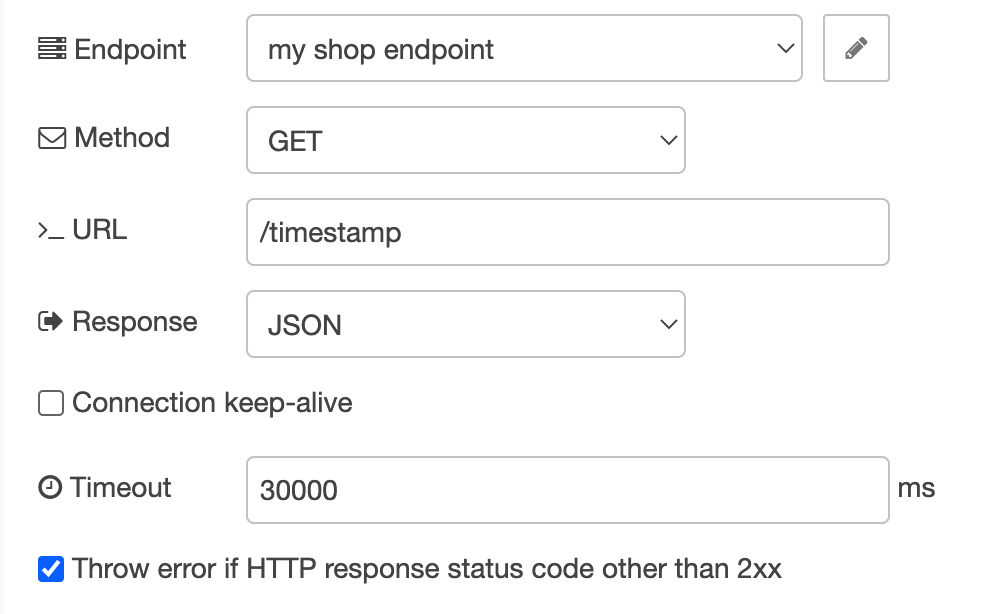 Endpoint my shop endpoint
Method GET
URL /timestamp
Response JSON
Connection keep-alive
Timeout 30000 ms
Throw error if HTTP response status code other than 2xx